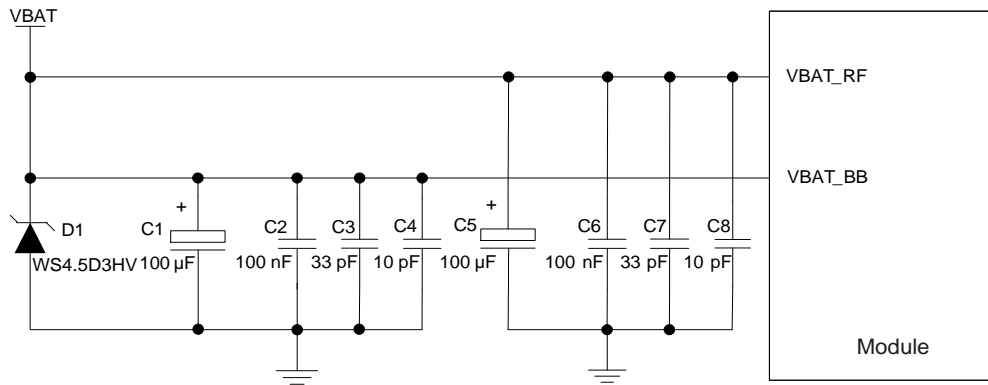 VBAT
VBAT_RF
VBAT_BB
+
+
D1
C1
C2
C3
C4
C5
C6
C7
C8
WS4.5D3HV
100 µF
100 nF
33 pF
10 pF
100 µF
100 nF
33 pF
10 pF
Module